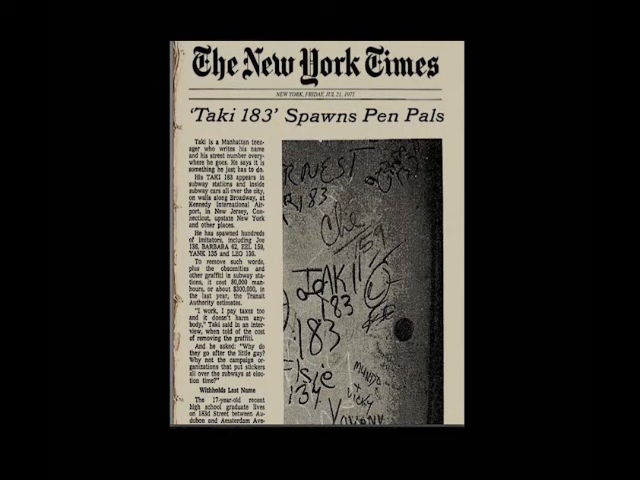 The New York Times
NEW YORK, FRIDAY, JUL 21, 1971
'Taki 183' Spawns Pen Pals
Taki is a Manhattan teen-
ager who writes his name
and his street number every-
where he goes. He says it is
something he just has to do.
His TAKI 183 appears in
subway stations and inside
subway cars all over the city,
on walls along Broadway, at
Kennedy International Air-
port, in New Jersey, Con-
necticut, upstate New York
and other places.
He has spawned hundreds
of imitators, including Joe
136, BARBARA 62, EEL 159,
YANK 135 and LEO 136.
To remove such words,
plus the obscenities and
other graffiti in subway sta-
tions, it cost 80,000 man-
hours, or about $300,000, in
the last year, the Transit
Authority estimates.
"I work, I pay taxes too
and it doesn't harm any-
body," Taki said in an inter-
view, when told of the cost
of removing the graffiti.
And he asked: "Why do
they go after the little guy?
Why not the campaign or-
ganizations that put stickers
all over the subways at elec-
tion time?"
Withholds Last Name
The 17-year-old recent
high school graduate lives
on 183d Street between Au-
dubon and Amsterdam Ave-
ERNEST
183
Che
159
TAKI
183
183
Elsie
134
MUNDO
+
VICKY